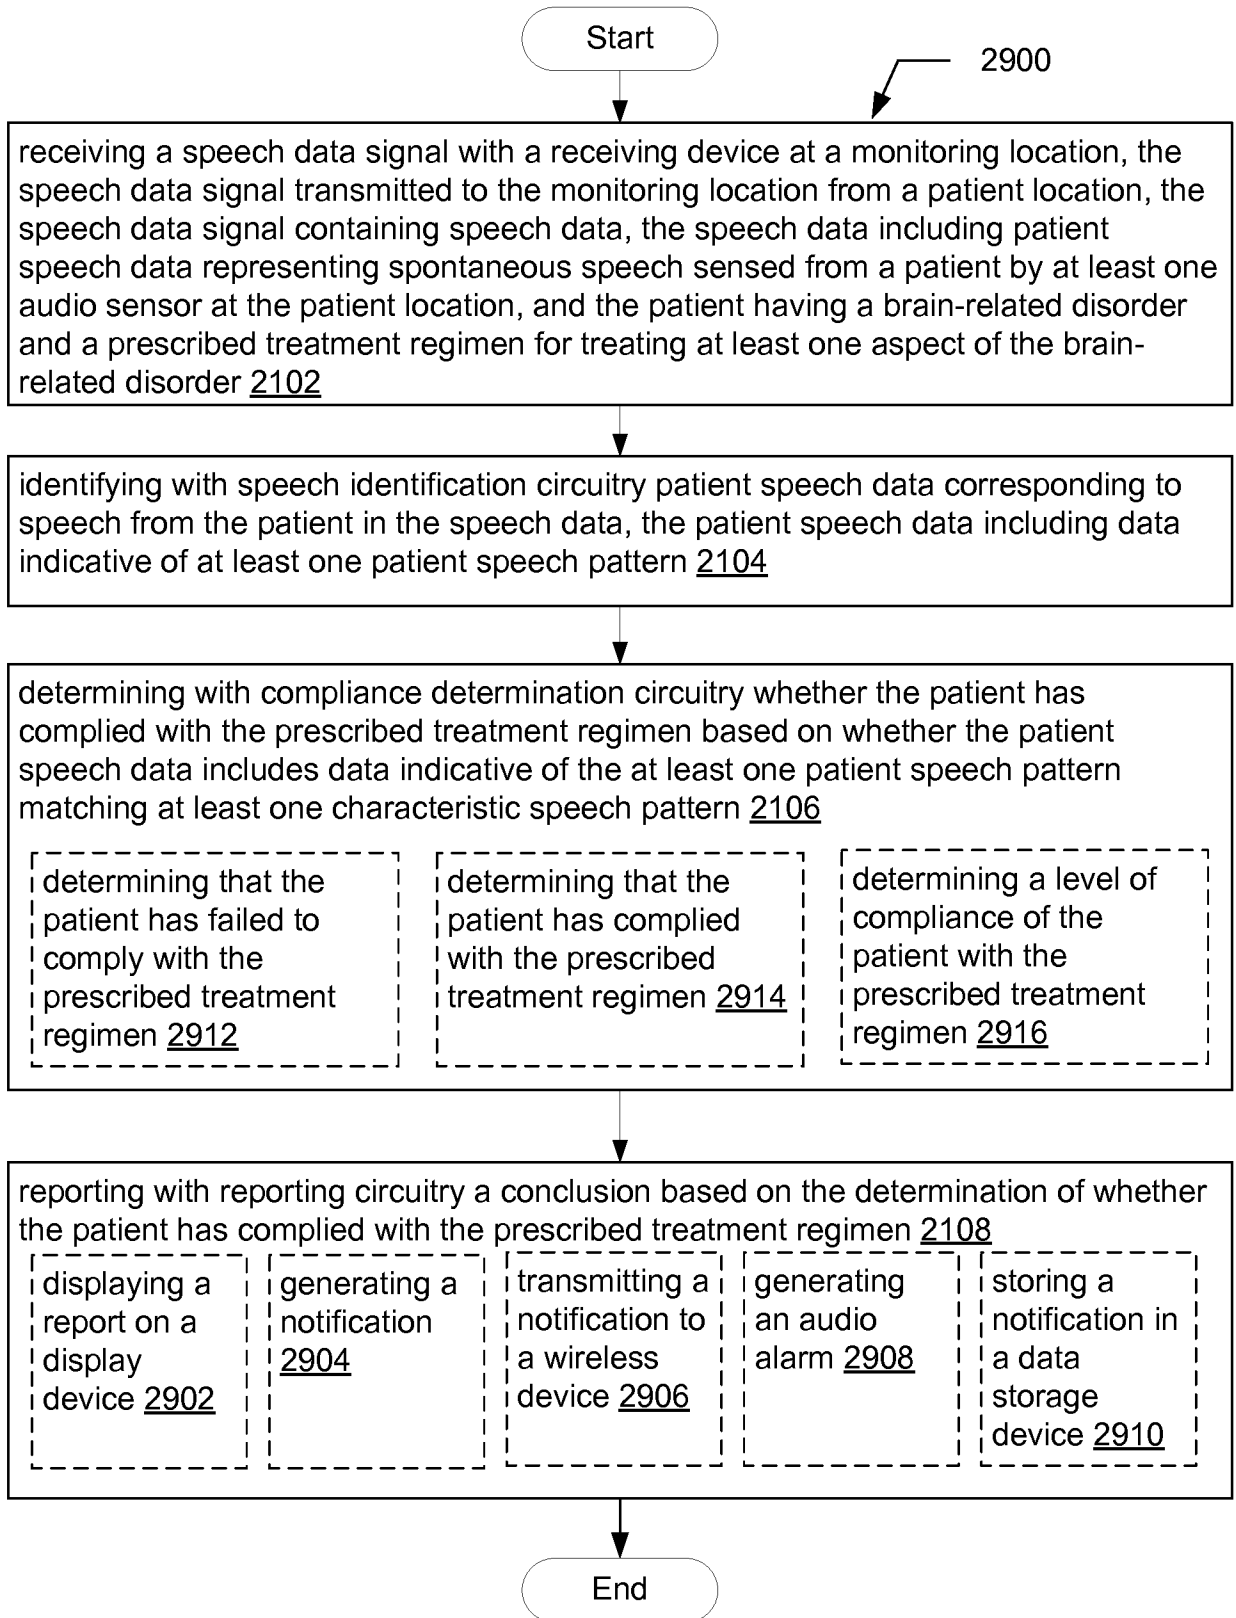 Start
2900
receiving a speech data signal with a receiving device at a monitoring location, the
speech data signal transmitted to the monitoring location from a patient location, the
speech data signal containing speech data, the speech data including patient
speech data representing spontaneous speech sensed from a patient by at least one
audio sensor at the patient location, and the patient having a brain-related disorder
and a prescribed treatment regimen for treating at least one aspect of the brain-
related disorder 2102
identifying with speech identification circuitry patient speech data corresponding to
speech from the patient in the speech data, the patient speech data including data
indicative of at least one patient speech pattern 2104
determining with compliance determination circuitry whether the patient has
complied with the prescribed treatment regimen based on whether the patient
speech data includes data indicative of the at least one patient speech pattern
matching at least one characteristic speech pattern 2106
determining that the
patient has failed to
comply with the
prescribed treatment
regimen 2912
determining that the
patient has complied
with the prescribed
treatment regimen 2914
determining a level of
compliance of the
patient with the
prescribed treatment
regimen 2916
reporting with reporting circuitry a conclusion based on the determination of whether
the patient has complied with the prescribed treatment regimen 2108
displaying a
report on a
display
device 2902
generating a
notification
2904
transmitting a
notification to
a wireless
device 2906
generating
an audio
alarm 2908
storing a
notification in
a data
storage
device 2910
End